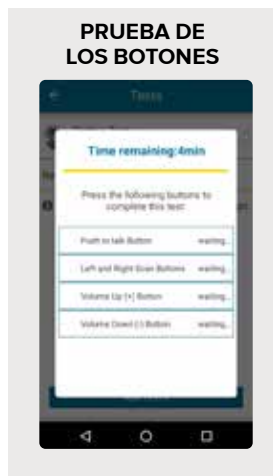 PRUEBA DE
LOS BOTONES
Tests
Time remaining:4min
Press the following buttons to
complete this test:
Push to talk Button waiting..
Left and Right Scan Buttons waiting..
Volume Up (+) Button waiting..
Volume Down (-) Button waiting..